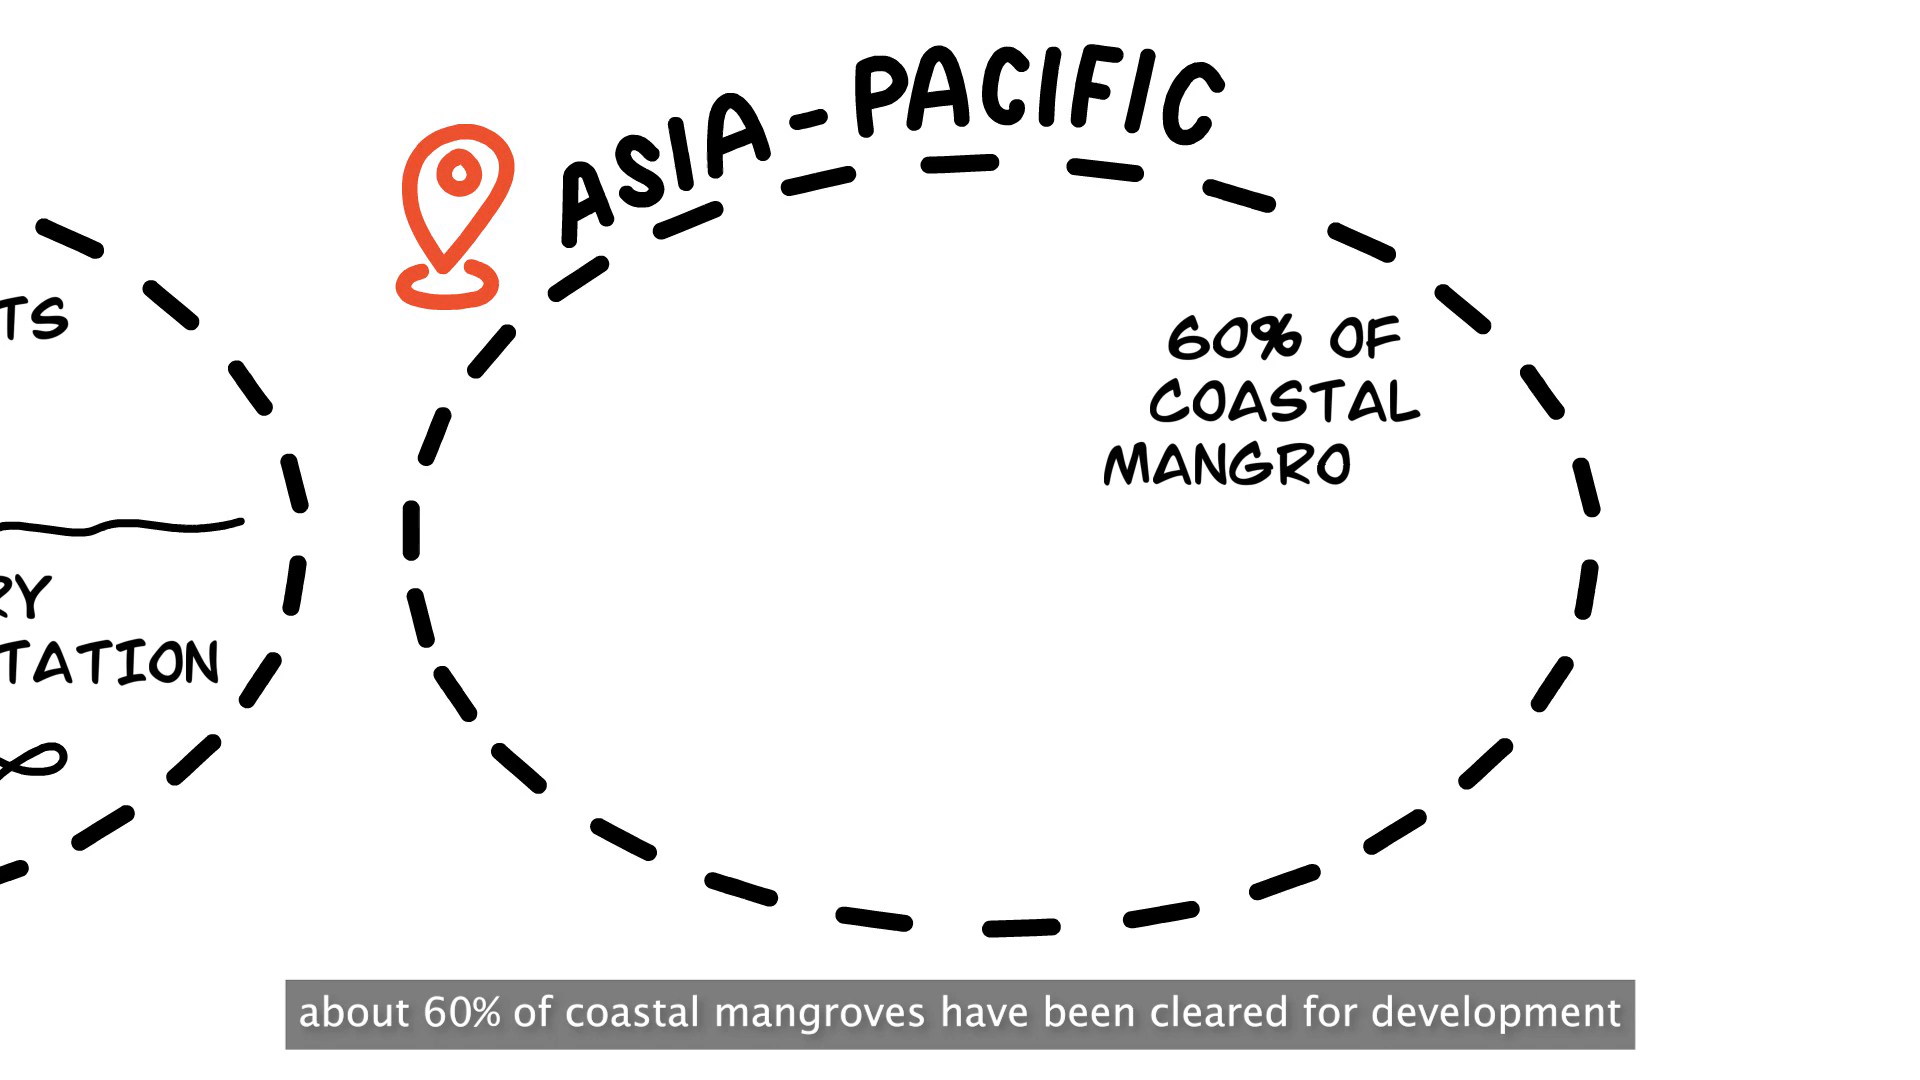 ASIA-PACIFIC
TS
60% OF
COASTAL
MANGRO
RY
TATION
about 60% of coastal mangroves have been cleared for development